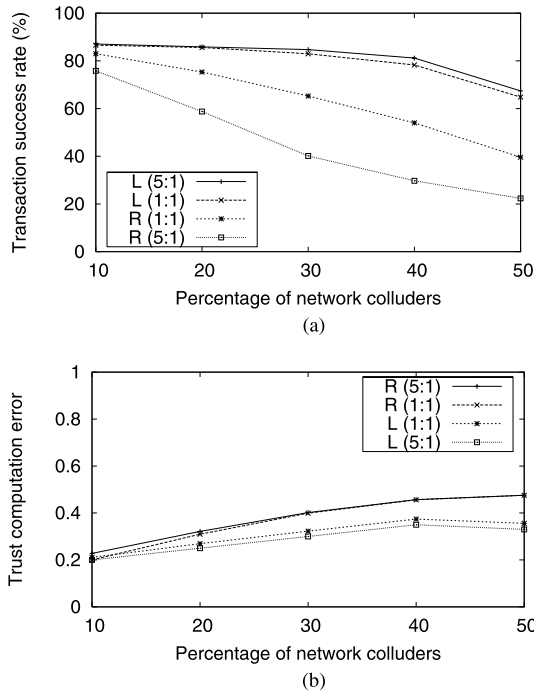 100
80
60
40
20
0
Transaction success rate (%)
L (5:1)
L (1:1)
R (1:1)
R (5:1)
10 20 30 40 50
Percentage of network colluders
(a)
1
0.8
0.6
0.4
0.2
0
Trust computation error
R (5:1)
R (1:1)
L (1:1)
L (5:1)
10 20 30 40 50
Percentage of network colluders
(b)